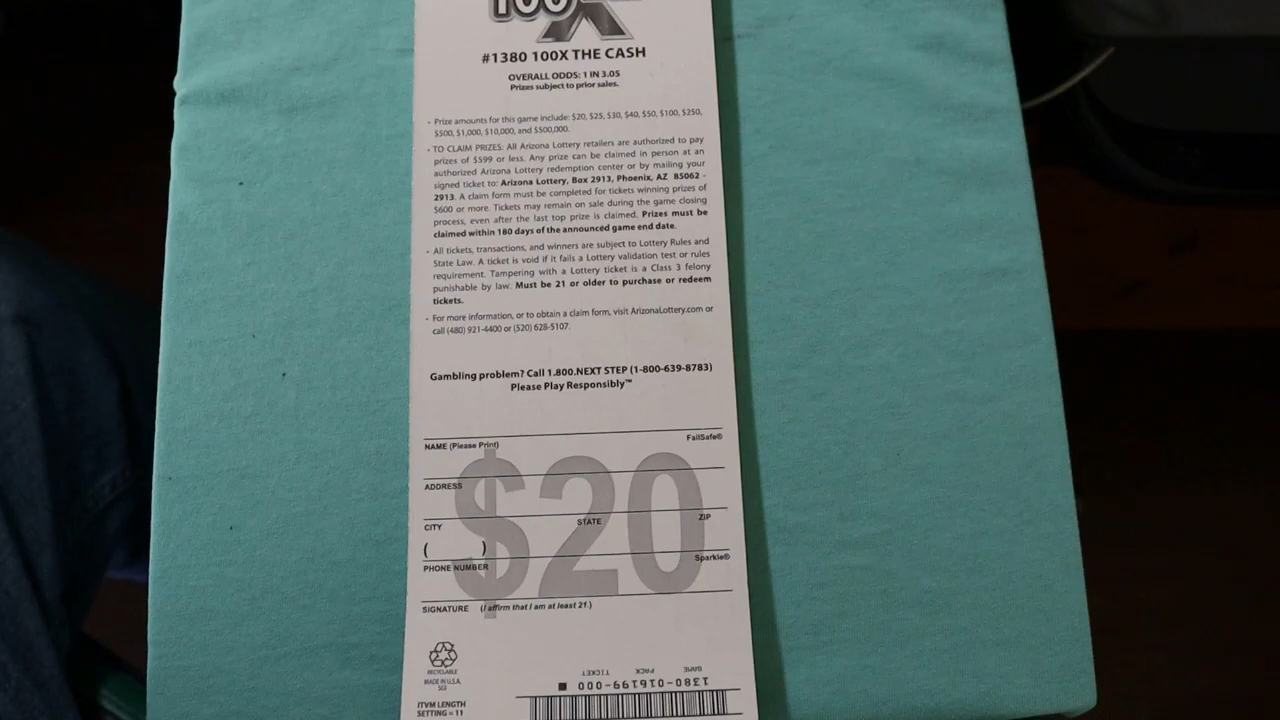 100X
#1380 100X THE CASH
OVERALL ODDS: 1 IN 3.05
Prizes subject to prior sales.
• Prize amounts for this game include: $20, $25, $30, $40, $50, $100, $250,
$500, $1,000, $10,000, and $500,000.
• TO CLAIM PRIZES: All Arizona Lottery retailers are authorized to pay
prizes of $599 or less. Any prize can be claimed in person at an
authorized Arizona Lottery redemption center or by mailing your
signed ticket to: Arizona Lottery, Box 2913, Phoenix, AZ 85062 -
2913. A claim form must be completed for tickets winning prizes of
$600 or more. Tickets may remain on sale during the game closing
process, even after the last top prize is claimed. Prizes must be
claimed within 180 days of the announced game end date.
• All tickets, transactions, and winners are subject to Lottery Rules and
State Law. A ticket is void if it fails a Lottery validation test or rules
requirement. Tampering with a Lottery ticket is a Class 3 felony
punishable by law. Must be 21 or older to purchase or redeem
tickets.
• For more information, or to obtain a claim form, visit ArizonaLottery.com or
call (480) 921-4400 or (520) 628-5107.
Gambling problem? Call 1.800.NEXT STEP (1-800-639-8783)
Please Play Responsibly™
NAME (Please Print) FailSafe®
ADDRESS
$20
CITY STATE ZIP
( )
PHONE NUMBER Sparkle®
SIGNATURE (I affirm that I am at least 21.)
RECYCLABLE
MADE IN U.S.A.
SGI
ITVM LENGTH
SETTING = 11
GAME PACK TICKET
1380-016199-000